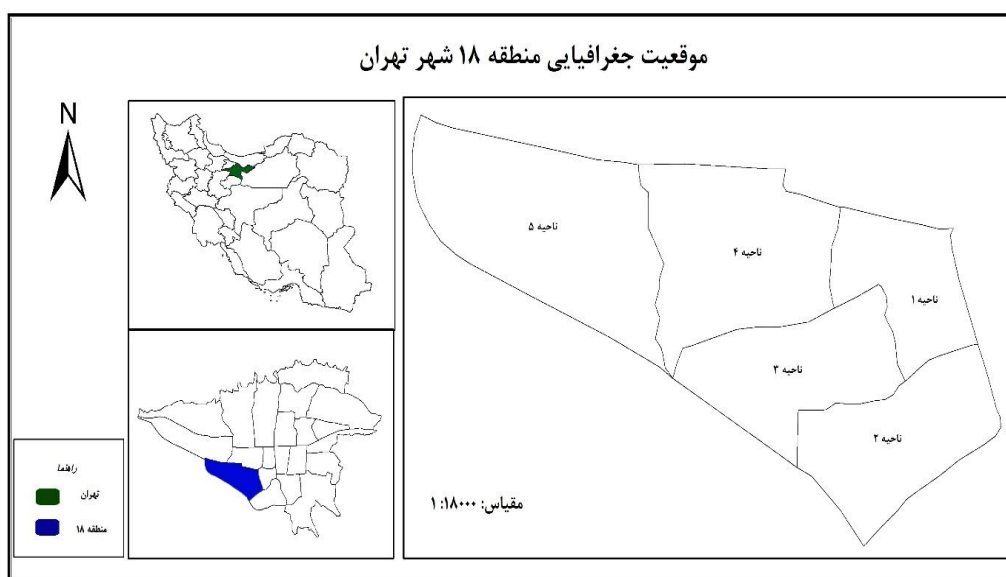 موقعیت جغرافیایی منطقه ۱۸ شهر تهران
N
ناحیه ۵
ناحیه ۴
ناحیه ۱
ناحیه ۳
ناحیه ۲
مقیاس: ۱:۱۸۰۰۰
راهنما
تهران
منطقه ۱۸